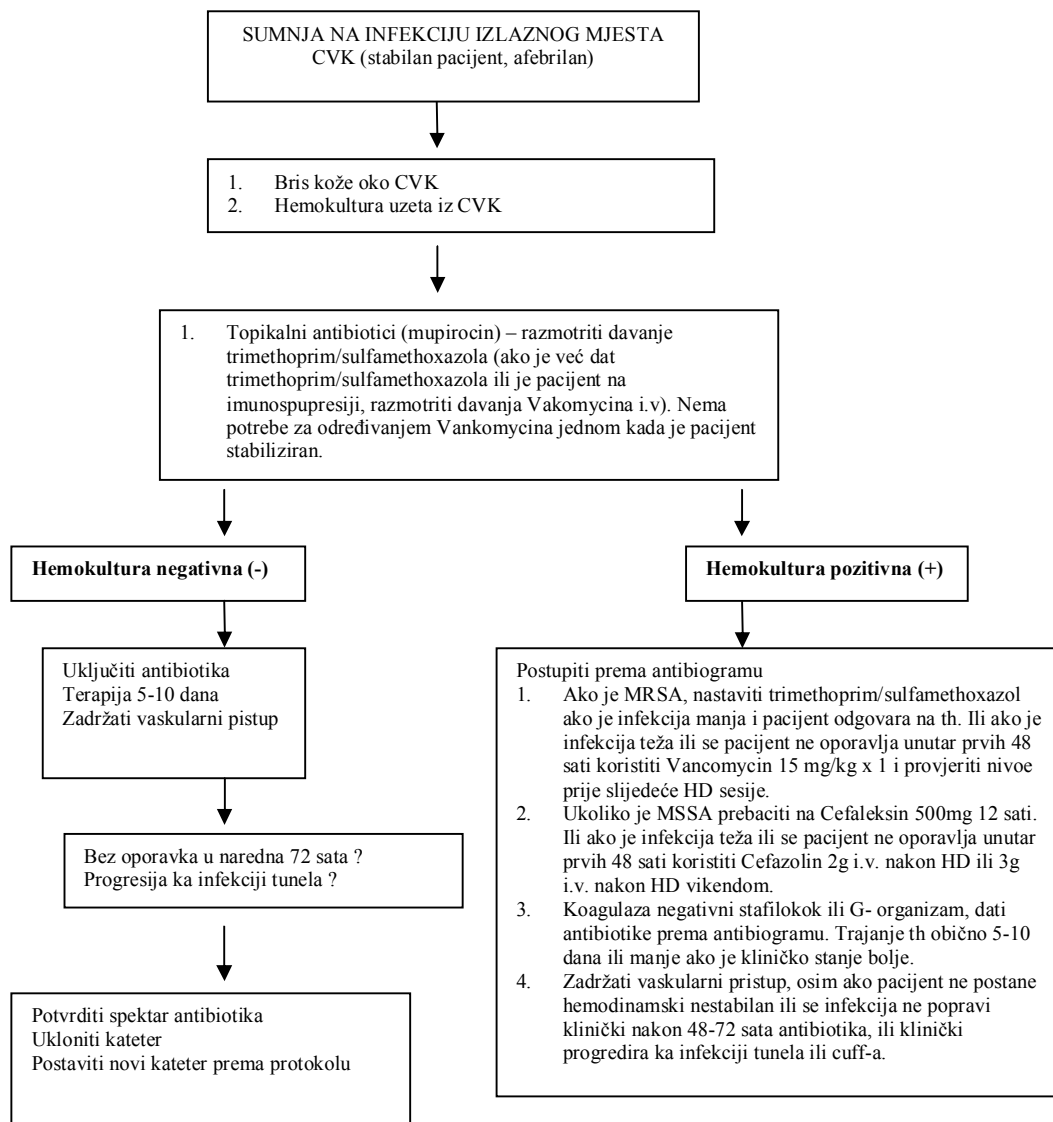 SUMNJA NA INFEKCIJU IZLAZNOG MJESTA
CVK (stabilan pacijent, afebrilan)
1. Bris kože oko CVK
2. Hemokultura uzeta iz CVK
1. Topikalni antibiotici (mupirocin) – razmotriti davanje
trimethoprim/sulfamethoxazola (ako je već dat
trimethoprim/sulfamethoxazola ili je pacijent na
imunospupresiji, razmotriti davanja Vakomycina i.v). Nema
potrebe za određivanjem Vankomycina jednom kada je pacijent
stabiliziran.
Hemokultura negativna (-)
Uključiti antibiotika
Terapija 5-10 dana
Zadržati vaskularni pistup
Bez oporavka u naredna 72 sata ?
Progresija ka infekciji tunela ?
Potvrditi spektar antibiotika
Ukloniti kateter
Postaviti novi kateter prema protokolu
Hemokultura pozitivna (+)
Postupiti prema antibiogramu
1. Ako je MRSA, nastaviti trimethoprim/sulfamethoxazol
ako je infekcija manja i pacijent odgovara na th. Ili ako je
infekcija teža ili se pacijent ne oporavlja unutar prvih 48
sati koristiti Vancomycin 15 mg/kg x 1 i provjeriti nivoe
prije slijedeće HD sesije.
2. Ukoliko je MSSA prebaciti na Cefaleksin 500mg 12 sati.
Ili ako je infekcija teža ili se pacijent ne oporavlja unutar
prvih 48 sati koristiti Cefazolin 2g i.v. nakon HD ili 3g
i.v. nakon HD vikendom.
3. Koagulaza negativni stafilokok ili G- organizam, dati
antibiotike prema antibiogramu. Trajanje th obično 5-10
dana ili manje ako je kliničko stanje bolje.
4. Zadržati vaskularni pristup, osim ako pacijent ne postane
hemodinamski nestabilan ili se infekcija ne popravi
klinički nakon 48-72 sata antibiotika, ili klinički
progredira ka infekciji tunela ili cuff-a.